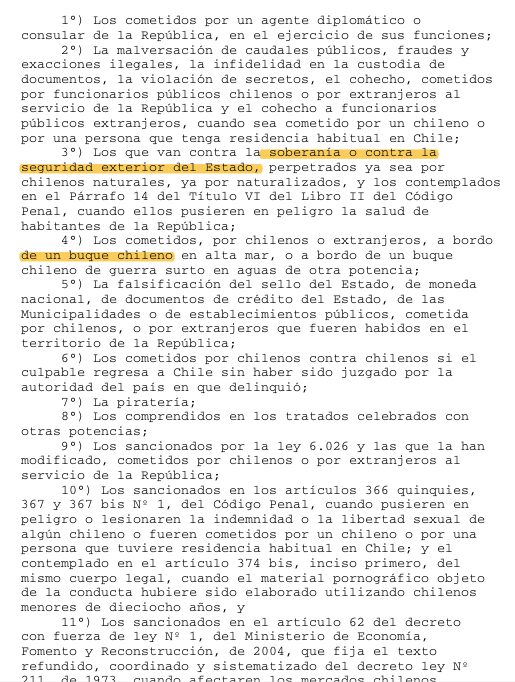 1º) Los cometidos por un agente diplomático o
consular de la República, en el ejercicio de sus funciones;
2º) La malversación de caudales públicos, fraudes y
exacciones ilegales, la infidelidad en la custodia de
documentos, la violación de secretos, el cohecho, cometidos
por funcionarios públicos chilenos o por extranjeros al
servicio de la República y el cohecho a funcionarios
públicos extranjeros, cuando sea cometido por un chileno o
por una persona que tenga residencia habitual en Chile;
3º) Los que van contra la soberanía o contra la
seguridad exterior del Estado, perpetrados ya sea por
chilenos naturales, ya por naturalizados, y los contemplados
en el Párrafo 14 del Título VI del Libro II del Código
Penal, cuando ellos pusieren en peligro la salud de
habitantes de la República;
4º) Los cometidos, por chilenos o extranjeros, a bordo
de un buque chileno en alta mar, o a bordo de un buque
chileno de guerra surto en aguas de otra potencia;
5º) La falsificación del sello del Estado, de moneda
nacional, de documentos de crédito del Estado, de las
Municipalidades o de establecimientos públicos, cometida
por chilenos, o por extranjeros que fueren habidos en el
territorio de la República;
6º) Los cometidos por chilenos contra chilenos si el
culpable regresa a Chile sin haber sido juzgado por la
autoridad del país en que delinquió;
7º) La piratería;
8º) Los comprendidos en los tratados celebrados con
otras potencias;
9º) Los sancionados por la ley 6.026 y las que la han
modificado, cometidos por chilenos o por extranjeros al
servicio de la República;
10º) Los sancionados en los artículos 366 quinquies,
367 y 367 bis Nº 1, del Código Penal, cuando pusieren en
peligro o lesionaren la indemnidad o la libertad sexual de
algún chileno o fueren cometidos por un chileno o por una
persona que tuviere residencia habitual en Chile; y el
contemplado en el artículo 374 bis, inciso primero, del
mismo cuerpo legal, cuando el material pornográfico objeto
de la conducta hubiere sido elaborado utilizando chilenos
menores de dieciocho años, y
11º) Los sancionados en el artículo 62 del decreto
con fuerza de ley Nº 1, del Ministerio de Economía,
Fomento y Reconstrucción, de 2004, que fija el texto
refundido, coordinado y sistematizado del decreto ley Nº
211, de 1973, cuando afectaren los mercados chilenos